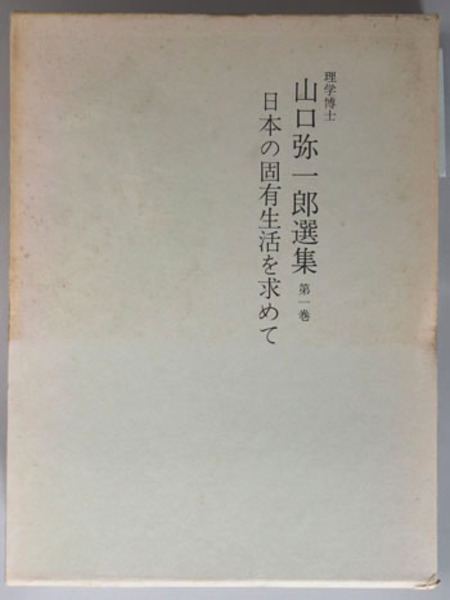 理学博士
山口弥一郎選集 第一巻
日本の固有生活を求めて